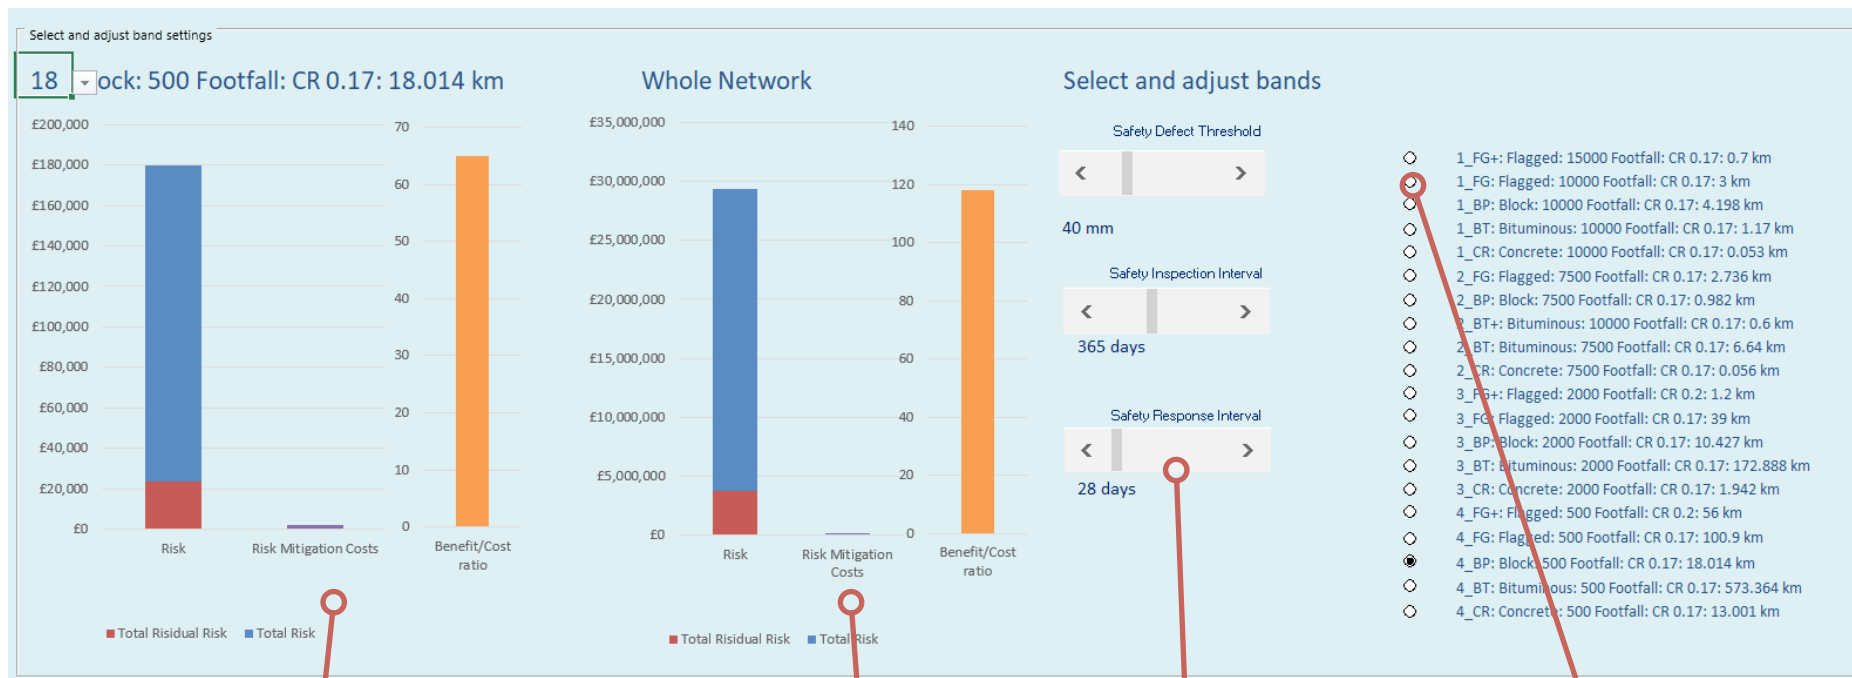 Select and adjust band settings
18 ock: 500 Footfall: CR 0.17: 18.014 km
£200,000
£180,000
£160,000
£140,000
£120,000
£100,000
£80,000
£60,000
£40,000
£20,000
£0
Risk
Risk Mitigation Costs
70
60
50
40
30
20
10
0
Benefit/Cost
ratio
Total Risidual Risk
Total Risk
Whole Network
£35,000,000
£30,000,000
£25,000,000
£20,000,000
£15,000,000
£10,000,000
£5,000,000
£0
Risk
Risk Mitigation
Costs
140
120
100
80
60
40
20
0
Benefit/Cost
ratio
Total Risidual Risk
Total Risk
Select and adjust bands
Safety Defect Threshold
40 mm
Safety Inspection Interval
365 days
Safety Response Interval
28 days
1_FG+: Flagged: 15000 Footfall: CR 0.17: 0.7 km
1_FG: Flagged: 10000 Footfall: CR 0.17: 3 km
1_BP: Block: 10000 Footfall: CR 0.17: 4.198 km
1_BT: Bituminous: 10000 Footfall: CR 0.17: 1.17 km
1_CR: Concrete: 10000 Footfall: CR 0.17: 0.053 km
2_FG: Flagged: 7500 Footfall: CR 0.17: 2.736 km
2_BP: Block: 7500 Footfall: CR 0.17: 0.982 km
2_BT+: Bituminous: 10000 Footfall: CR 0.17: 0.6 km
2_BT: Bituminous: 7500 Footfall: CR 0.17: 6.64 km
2_CR: Concrete: 7500 Footfall: CR 0.17: 0.056 km
3_FG+: Flagged: 2000 Footfall: CR 0.2: 1.2 km
3_FG: Flagged: 2000 Footfall: CR 0.17: 39 km
3_BP: Block: 2000 Footfall: CR 0.17: 10.427 km
3_BT: Bituminous: 2000 Footfall: CR 0.17: 172.888 km
3_CR: Concrete: 2000 Footfall: CR 0.17: 1.942 km
4_FG+: Flagged: 500 Footfall: CR 0.2: 56 km
4_FG: Flagged: 500 Footfall: CR 0.17: 100.9 km
4_BP: Block: 500 Footfall: CR 0.17: 18.014 km
4_BT: Bituminous: 500 Footfall: CR 0.17: 573.364 km
4_CR: Concrete: 500 Footfall: CR 0.17: 13.001 km